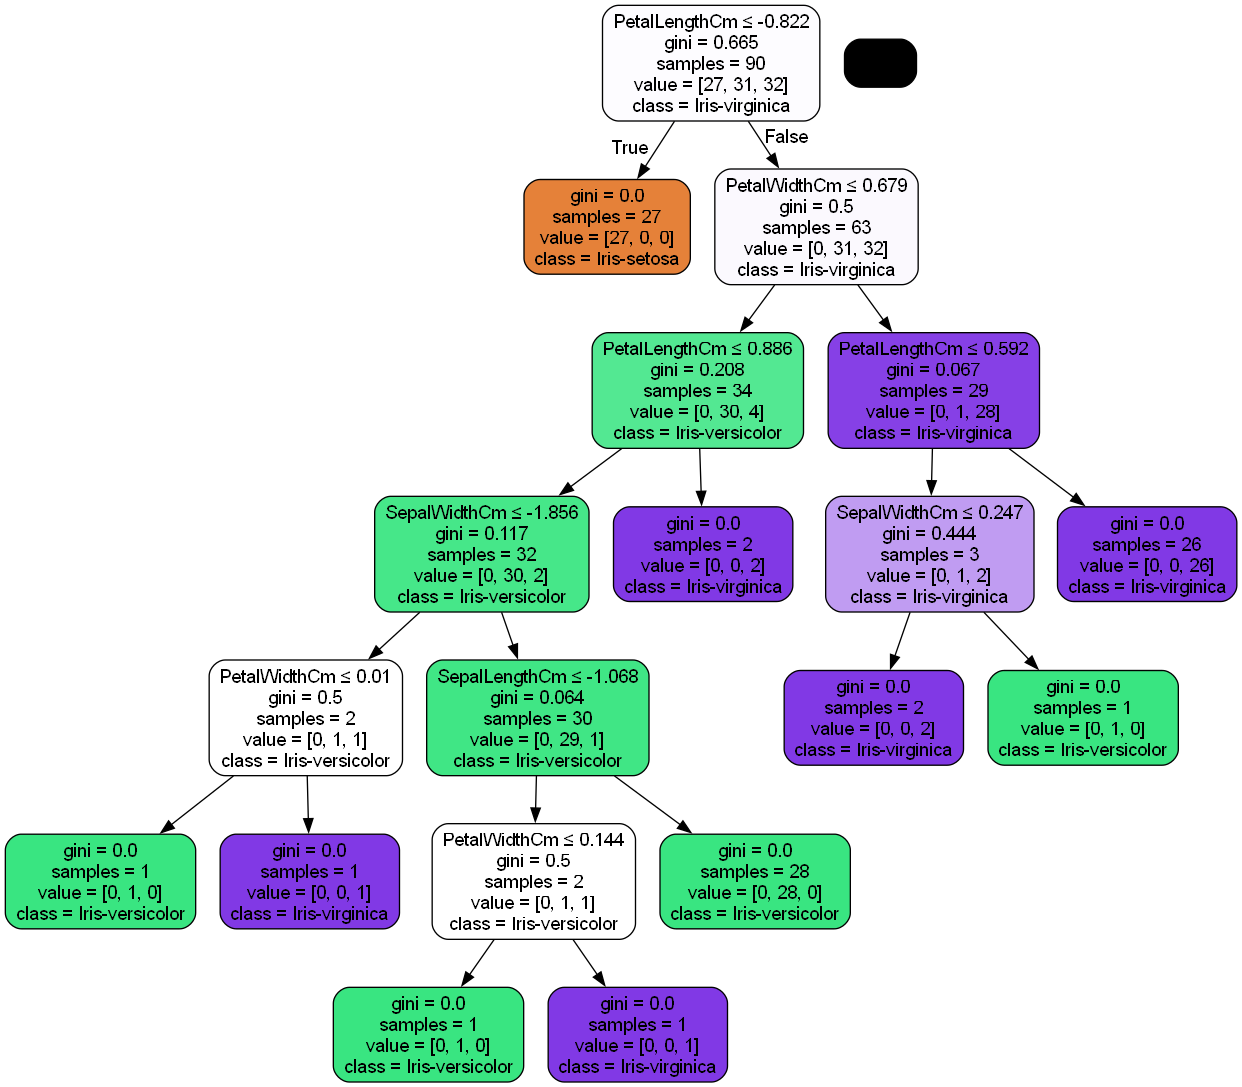 PetalLengthCm ≤ -0.822
gini = 0.665
samples = 90
value = [27, 31, 32]
class = Iris-virginica
True
False
gini = 0.0
samples = 27
value = [27, 0, 0]
class = Iris-setosa
PetalWidthCm ≤ 0.679
gini = 0.5
samples = 63
value = [0, 31, 32]
class = Iris-virginica
PetalLengthCm ≤ 0.886
gini = 0.208
samples = 34
value = [0, 30, 4]
class = Iris-versicolor
PetalLengthCm ≤ 0.592
gini = 0.067
samples = 29
value = [0, 1, 28]
class = Iris-virginica
SepalWidthCm ≤ -1.856
gini = 0.117
samples = 32
value = [0, 30, 2]
class = Iris-versicolor
gini = 0.0
samples = 2
value = [0, 0, 2]
class = Iris-virginica
SepalWidthCm ≤ 0.247
gini = 0.444
samples = 3
value = [0, 1, 2]
class = Iris-virginica
gini = 0.0
samples = 26
value = [0, 0, 26]
class = Iris-virginica
PetalWidthCm ≤ 0.01
gini = 0.5
samples = 2
value = [0, 1, 1]
class = Iris-versicolor
SepalLengthCm ≤ -1.068
gini = 0.064
samples = 30
value = [0, 29, 1]
class = Iris-versicolor
gini = 0.0
samples = 2
value = [0, 0, 2]
class = Iris-virginica
gini = 0.0
samples = 1
value = [0, 1, 0]
class = Iris-versicolor
gini = 0.0
samples = 1
value = [0, 1, 0]
class = Iris-versicolor
gini = 0.0
samples = 1
value = [0, 0, 1]
class = Iris-virginica
PetalWidthCm ≤ 0.144
gini = 0.5
samples = 2
value = [0, 1, 1]
class = Iris-versicolor
gini = 0.0
samples = 28
value = [0, 28, 0]
class = Iris-versicolor
gini = 0.0
samples = 1
value = [0, 1, 0]
class = Iris-versicolor
gini = 0.0
samples = 1
value = [0, 0, 1]
class = Iris-virginica